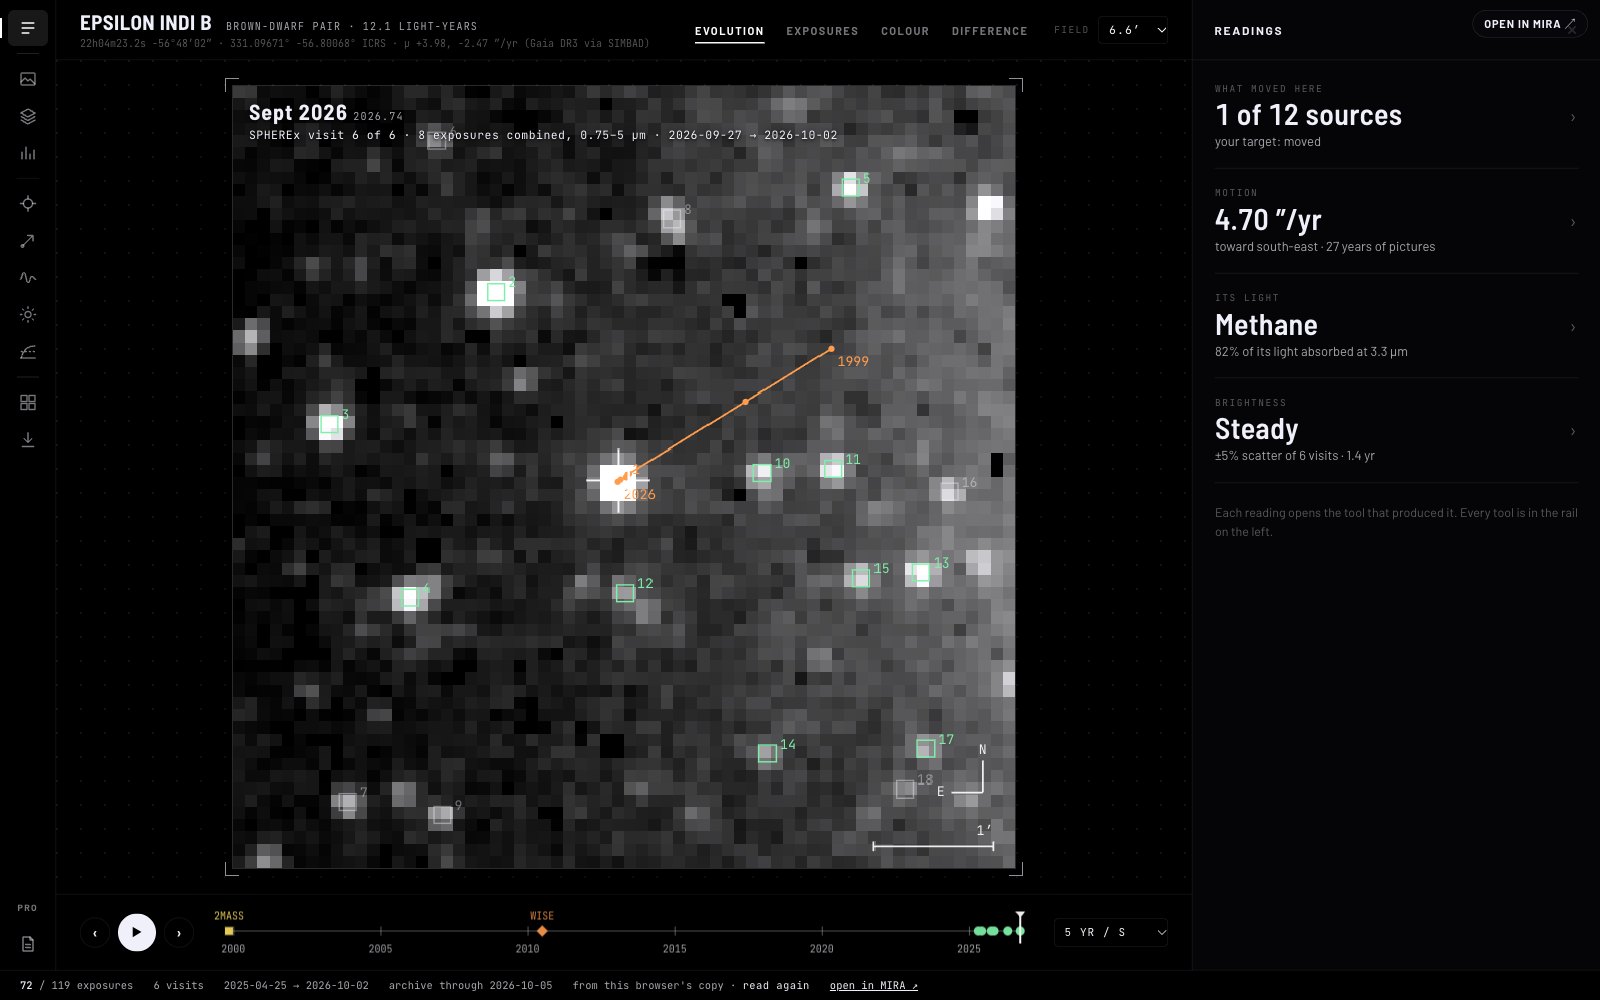 EPSILON INDI B BROWN-DWARF PAIR · 12.1 LIGHT-YEARS
22h04m23.2s -56°48′02″ · 331.09671° -56.80068° ICRS · μ +3.98, -2.47 ″/yr (Gaia DR3 via SIMBAD)
EVOLUTION EXPOSURES COLOUR DIFFERENCE FIELD 6.6′
READINGS
OPEN IN MIRA ↗
Sept 2026 2026.74
SPHEREx visit 6 of 6 · 8 exposures combined, 0.75–5 µm · 2026-09-27 → 2026-10-02
5
8
2
1999
3
10
11
2026
16
15
13
12
4
14
17
N
18
E
7
9
1′
WHAT MOVED HERE
1 of 12 sources
your target: moved
MOTION
4.70 ″/yr
toward south-east · 27 years of pictures
ITS LIGHT
Methane
82% of its light absorbed at 3.3 µm
BRIGHTNESS
Steady
±5% scatter of 6 visits · 1.4 yr
Each reading opens the tool that produced it. Every tool is in the rail
on the left.
PRO
2MASS WISE
2000 2005 2010 2015 2020 2025
5 YR / S
72 / 119 exposures 6 visits 2025-04-25 → 2026-10-02 archive through 2026-10-05 from this browser's copy · read again open in MIRA ↗